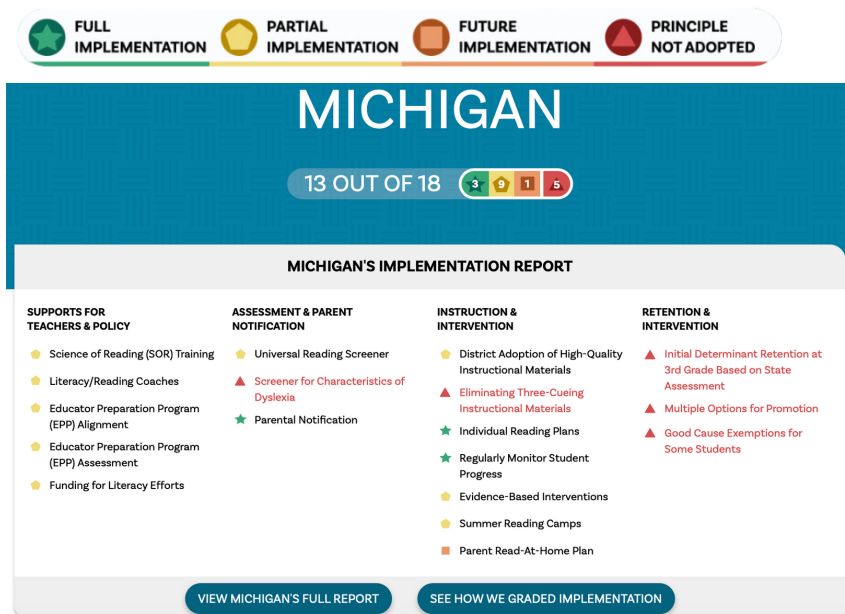 FULL
IMPLEMENTATION
PARTIAL
IMPLEMENTATION
FUTURE
IMPLEMENTATION
PRINCIPLE
NOT ADOPTED
MICHIGAN
13 OUT OF 18
3
9
1
5
MICHIGAN'S IMPLEMENTATION REPORT
SUPPORTS FOR
TEACHERS & POLICY
Science of Reading (SOR) Training
Literacy/Reading Coaches
Educator Preparation Program
(EPP) Alignment
Educator Preparation Program
(EPP) Assessment
Funding for Literacy Efforts
ASSESSMENT & PARENT
NOTIFICATION
Universal Reading Screener
Screener for Characteristics of
Dyslexia
Parental Notification
INSTRUCTION &
INTERVENTION
District Adoption of High-Quality
Instructional Materials
Eliminating Three-Cueing
Instructional Materials
Individual Reading Plans
Regularly Monitor Student
Progress
Evidence-Based Interventions
Summer Reading Camps
Parent Read-At-Home Plan
RETENTION &
INTERVENTION
Initial Determinant Retention at
3rd Grade Based on State
Assessment
Multiple Options for Promotion
Good Cause Exemptions for
Some Students
VIEW MICHIGAN'S FULL REPORT
SEE HOW WE GRADED IMPLEMENTATION